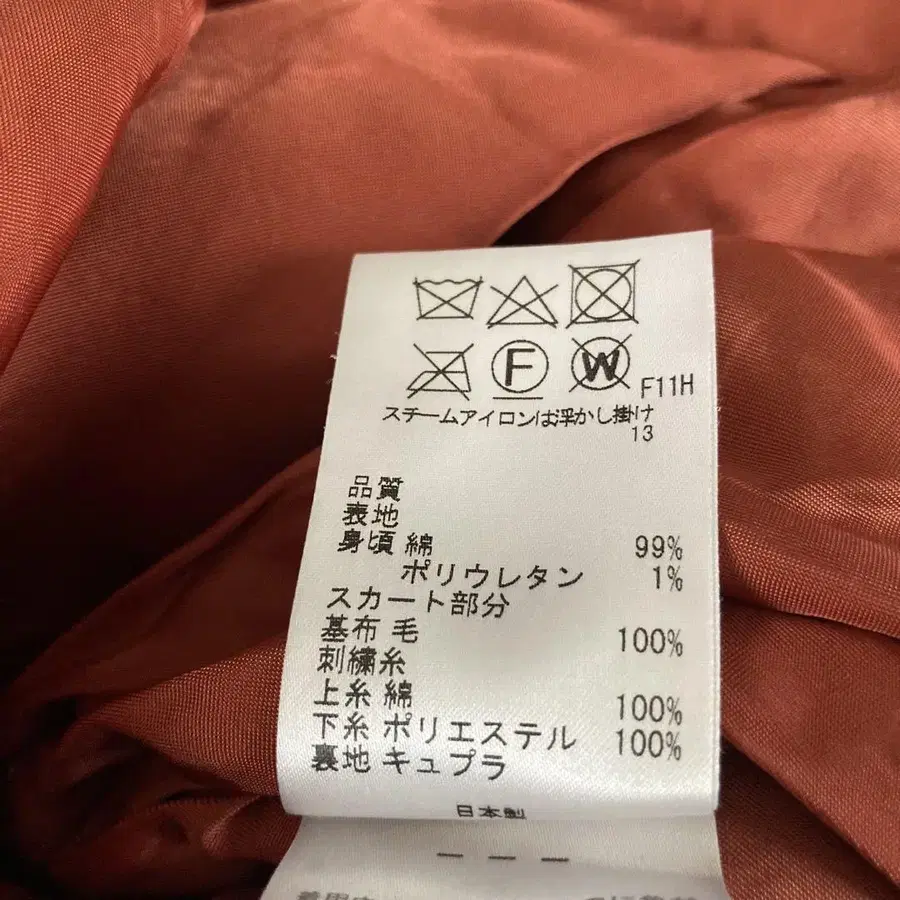 F W F11H
スチームアイロンは浮かし掛け
13
品質
表地
身頃 綿 99%
ポリウレタン 1%
スカート部分
基布 毛 100%
刺繍糸
上糸 綿 100%
下糸 ポリエステル 100%
裏地 キュプラ
日本製